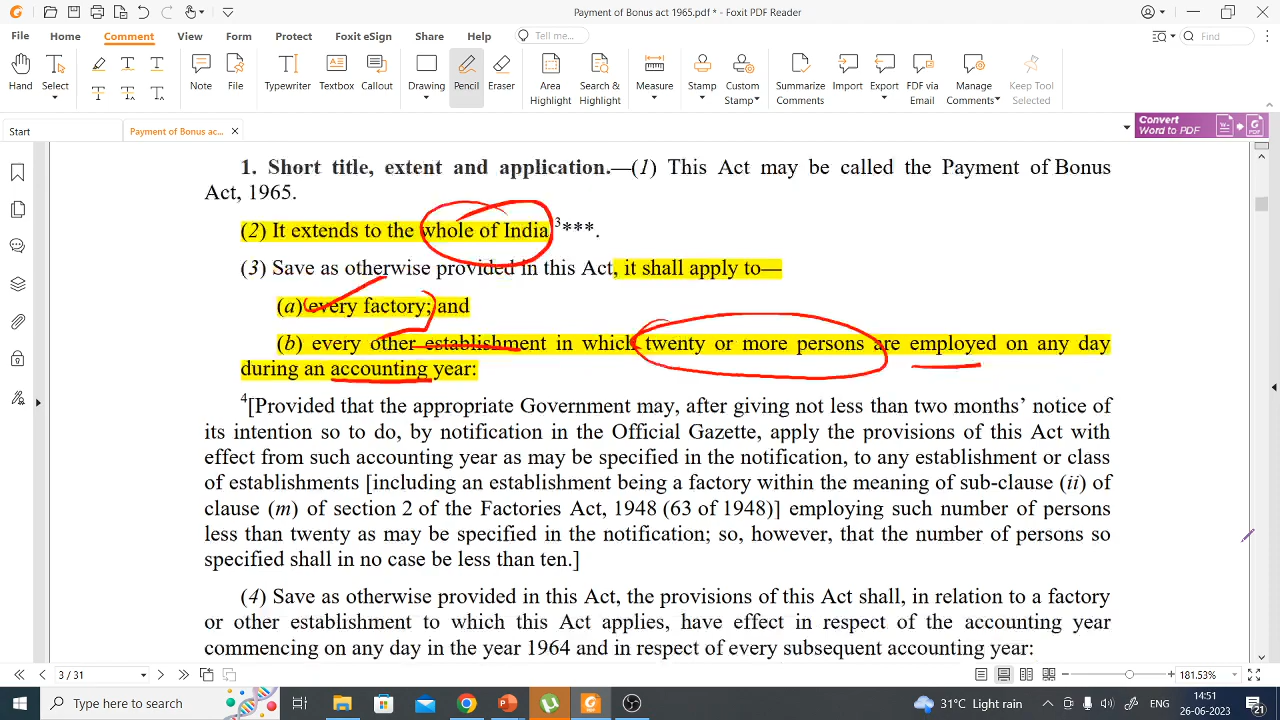 Payment of Bonus act 1965.pdf * - Foxit PDF Reader
File Home Comment View Form Protect Foxit eSign Share Help Tell me... Find
Hand Select Note File Typewriter Textbox Callout Drawing Pencil Eraser Area Highlight Search & Highlight Measure Stamp Custom Stamp Summarize Comments Import Export FDF via Email Manage Comments Keep Tool Selected
Start Payment of Bonus ac... Convert Word to PDF
1. Short title, extent and application.—(1) This Act may be called the Payment of Bonus
Act, 1965.
(2) It extends to the whole of India 3***.
(3) Save as otherwise provided in this Act, it shall apply to—
(a) every factory; and
(b) every other establishment in which twenty or more persons are employed on any day
during an accounting year:
4[Provided that the appropriate Government may, after giving not less than two months’ notice of
its intention so to do, by notification in the Official Gazette, apply the provisions of this Act with
effect from such accounting year as may be specified in the notification, to any establishment or class
of establishments [including an establishment being a factory within the meaning of sub-clause (ii) of
clause (m) of section 2 of the Factories Act, 1948 (63 of 1948)] employing such number of persons
less than twenty as may be specified in the notification; so, however, that the number of persons so
specified shall in no case be less than ten.]
(4) Save as otherwise provided in this Act, the provisions of this Act shall, in relation to a factory
or other establishment to which this Act applies, have effect in respect of the accounting year
commencing on any day in the year 1964 and in respect of every subsequent accounting year:
3 / 31 181.53%
Type here to search 31°C Light rain ENG 14:51
26-06-2023 21